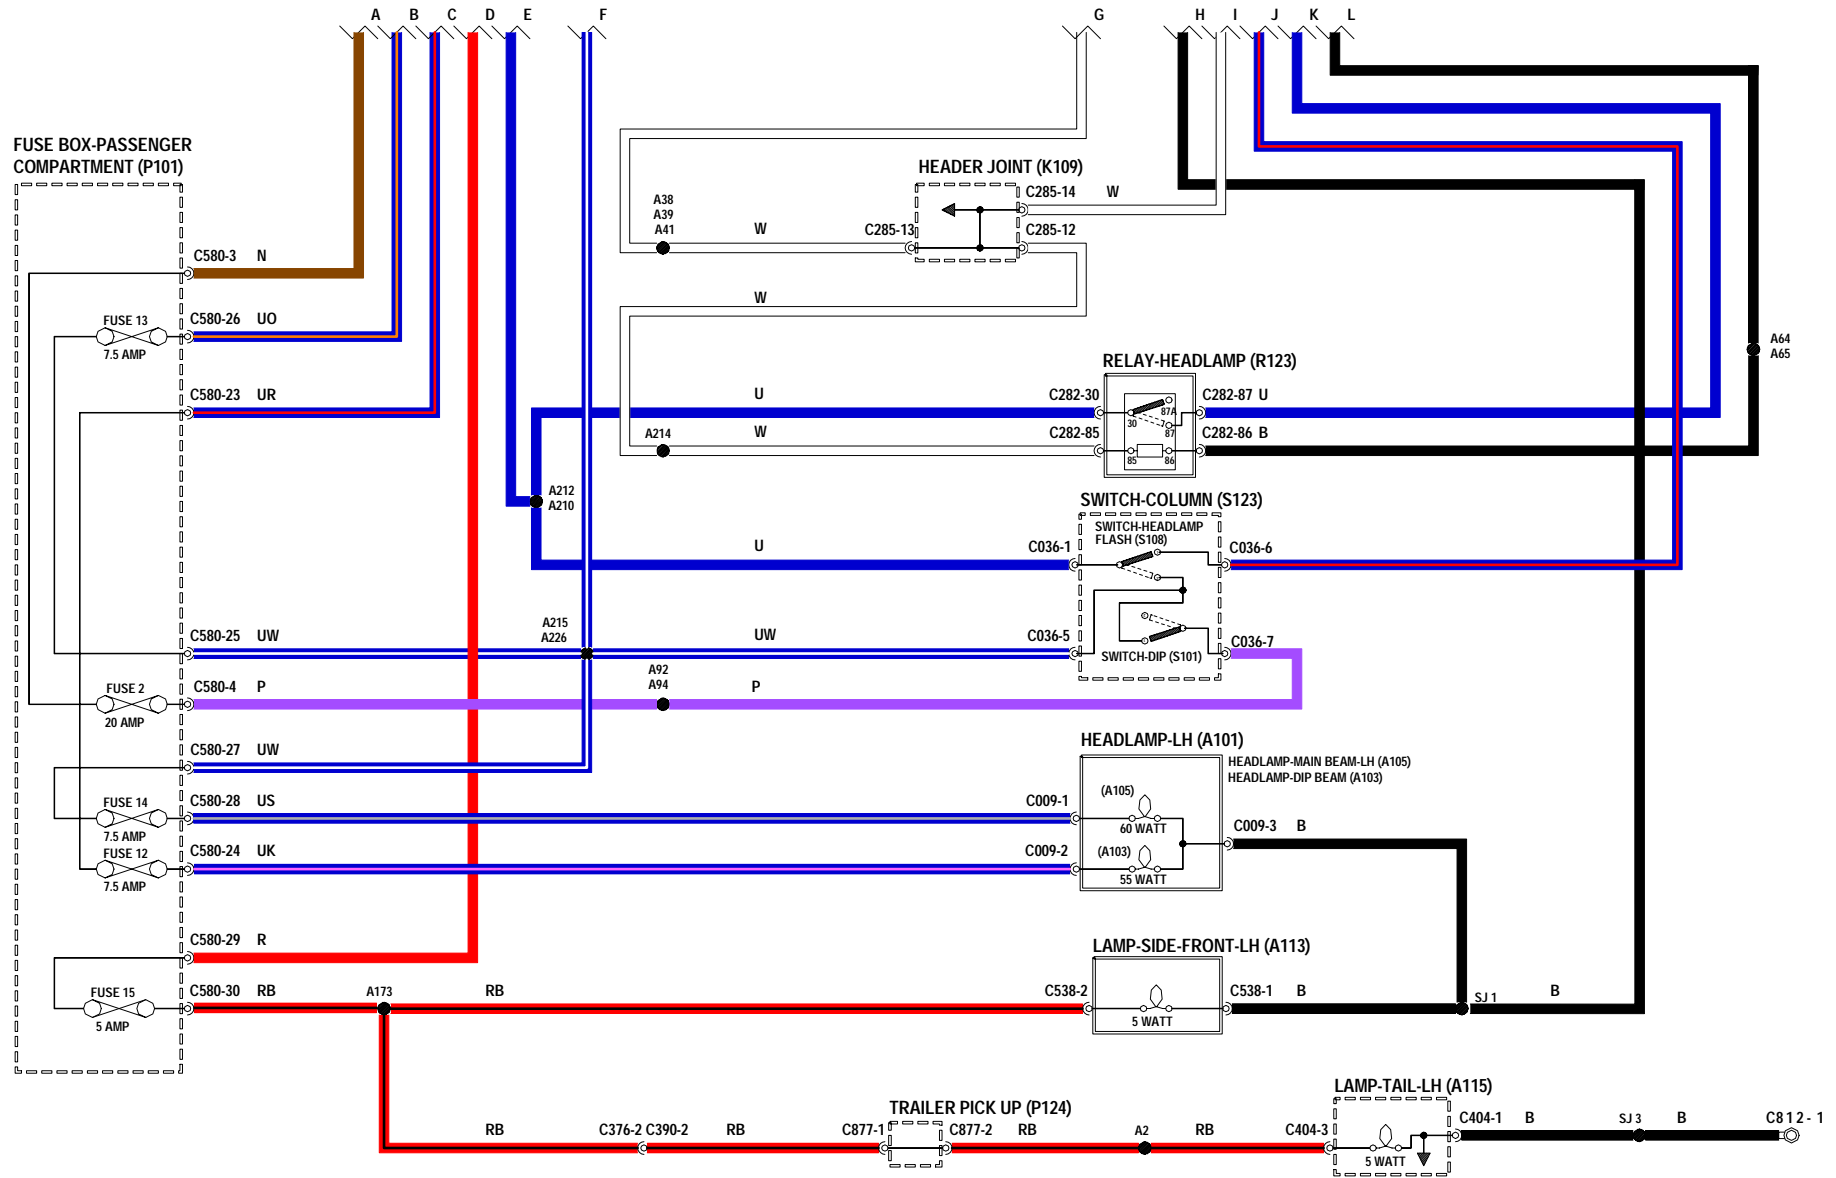 A B C D E F G H I J K L
FUSE BOX-PASSENGER
COMPARTMENT (P101)
HEADER JOINT (K109)
A38
A39
A41
W
C285-13
C285-14 W
C285-12
C580-3 N
W
FUSE 13
7.5 AMP
C580-26 UO
A64
A65
RELAY-HEADLAMP (R123)
C580-23 UR
U
C282-30
30
87A
87
C282-87 U
A214
W
C282-85
85
86
C282-86 B
A212
A210
SWITCH-COLUMN (S123)
SWITCH-HEADLAMP
FLASH (S108)
U
C036-1
C036-6
C580-25 UW
A215
A226
UW
C036-5
SWITCH-DIP (S101)
C036-7
FUSE 2
20 AMP
C580-4 P
A92
A94
P
HEADLAMP-LH (A101)
HEADLAMP-MAIN BEAM-LH (A105)
HEADLAMP-DIP BEAM (A103)
C580-27 UW
FUSE 14
7.5 AMP
C580-28 US
C009-1
(A105)
60 WATT
C009-3 B
FUSE 12
7.5 AMP
C580-24 UK
C009-2
(A103)
55 WATT
C580-29 R
LAMP-SIDE-FRONT-LH (A113)
FUSE 15
5 AMP
C580-30 RB
A173
RB
C538-2
5 WATT
C538-1 B
SJ 1
B
LAMP-TAIL-LH (A115)
TRAILER PICK UP (P124)
RB
C376-2 C390-2
RB
C877-1
C877-2 RB
A2
RB
C404-3
5 WATT
C404-1 B
SJ 3
B
C812-1